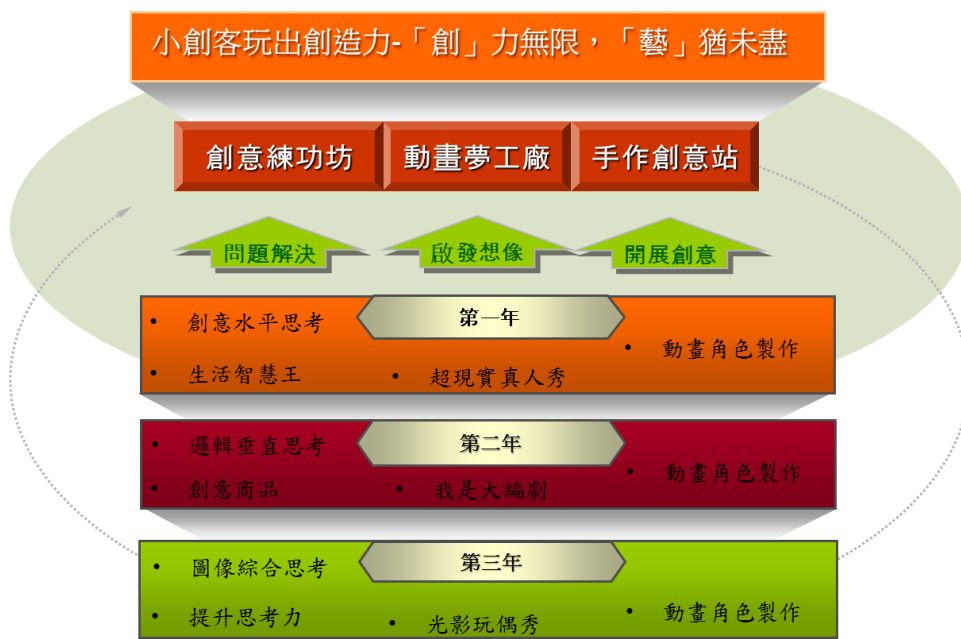 小創客玩出創造力-「創」力無限，「藝」猶未盡
創意練功坊
動畫夢工廠
手作創意站
問題解決
啟發想像
開展創意
第一年
• 創意水平思考
• 生活智慧王
• 超現實真人秀
• 動畫角色製作
第二年
• 邏輯垂直思考
• 創意商品
• 我是大編劇
• 動畫角色製作
第三年
• 圖像綜合思考
• 提升思考力
• 光影玩偶秀
• 動畫角色製作